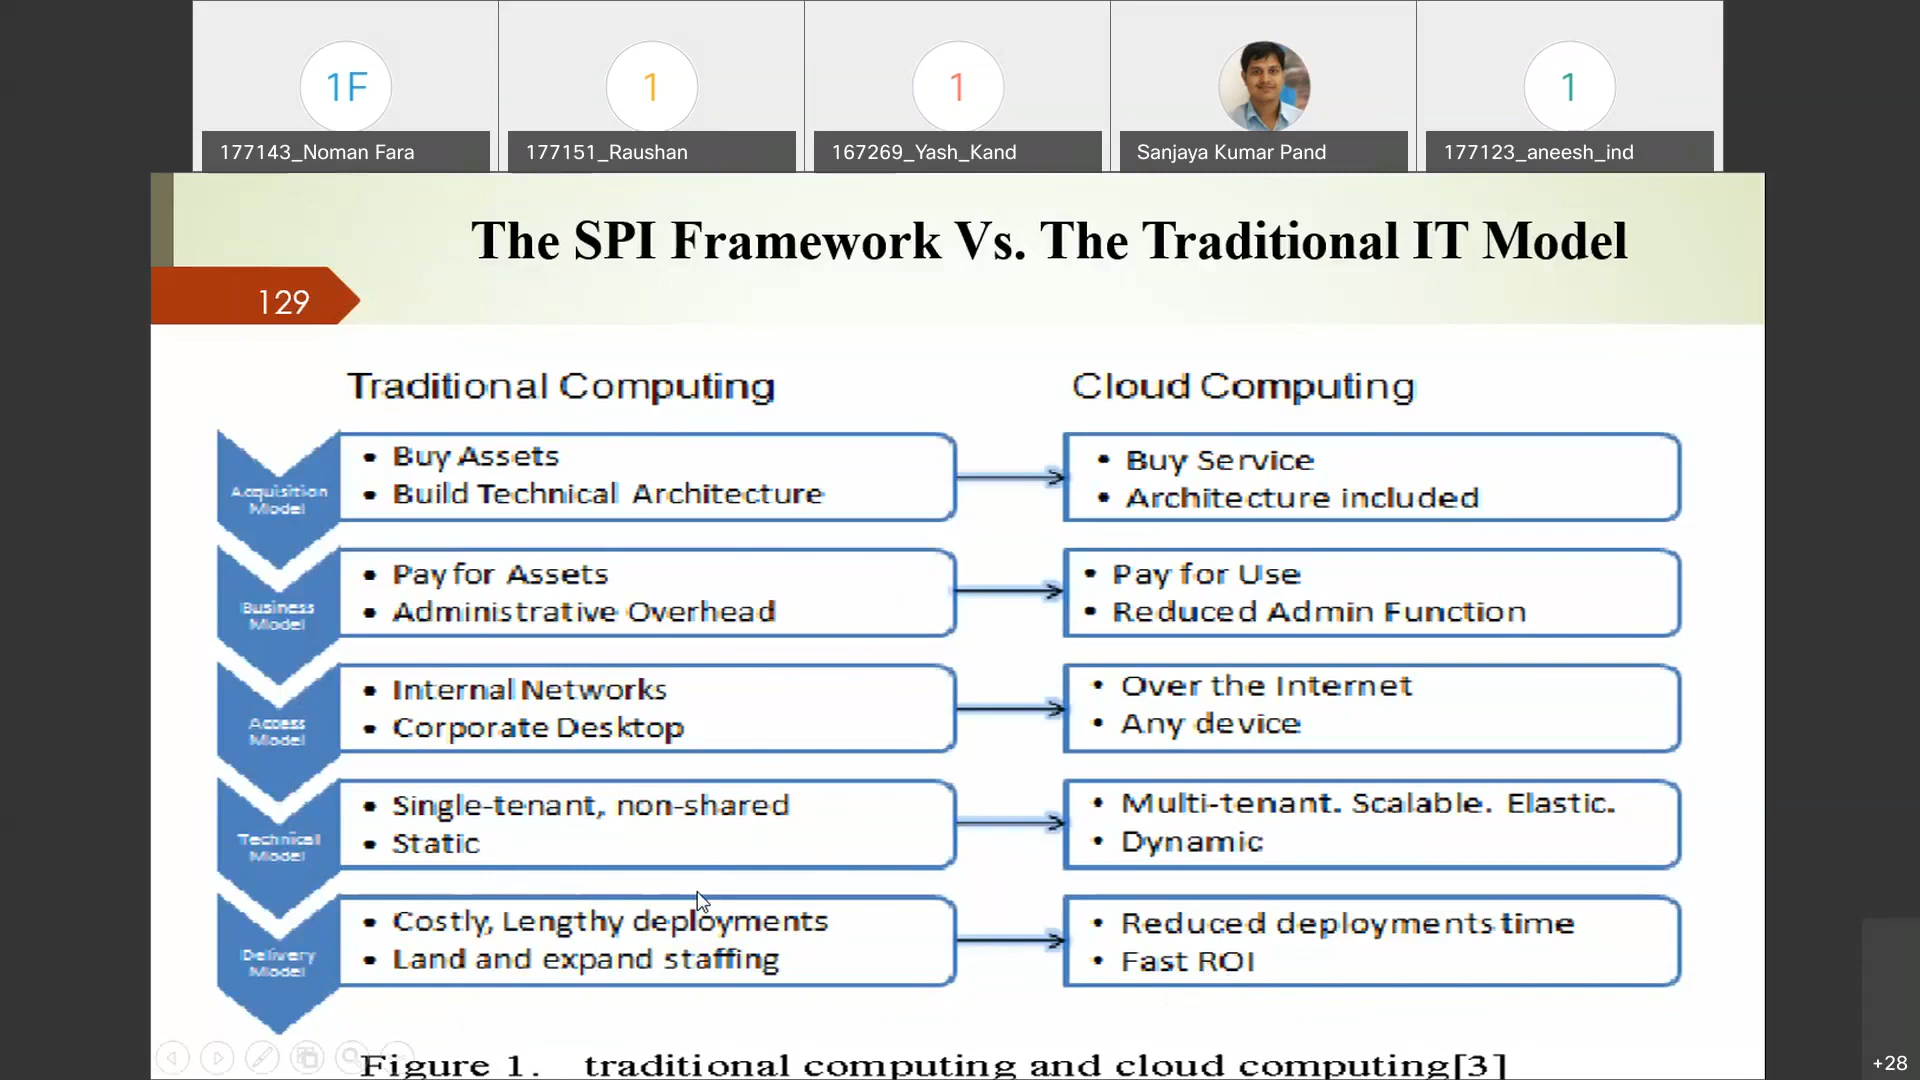 1F
1
1
1
177143_Noman Fara
177151_Raushan
167269_Yash_Kand
Sanjaya Kumar Pand
177123_aneesh_ind
The SPI Framework Vs. The Traditional IT Model
129
Traditional Computing
Cloud Computing
Acquisition
Model
• Buy Assets
• Build Technical Architecture
• Buy Service
• Architecture included
Business
Model
• Pay for Assets
• Administrative Overhead
• Pay for Use
• Reduced Admin Function
Access
Model
• Internal Networks
• Corporate Desktop
• Over the Internet
• Any device
Technical
Model
• Single-tenant, non-shared
• Static
• Multi-tenant. Scalable. Elastic.
• Dynamic
Delivery
Model
• Costly, Lengthy deployments
• Land and expand staffing
• Reduced deployments time
• Fast ROI
Figure 1. traditional computing and cloud computing[3]
+28